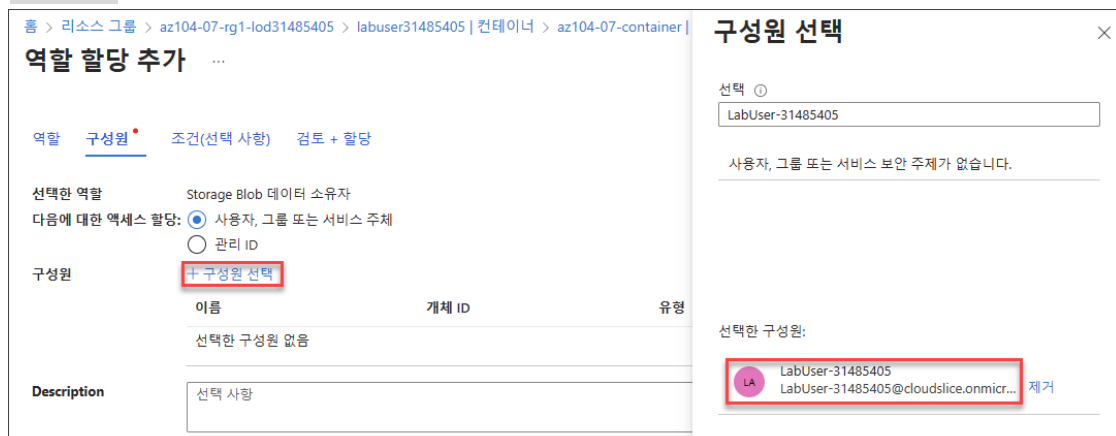 홈 > 리소스 그룹 > az104-07-rg1-lod31485405 > labuser31485405 | 컨테이너 > az104-07-container |
역할 할당 추가 ...
역할 구성원 조건(선택 사항) 검토 + 할당
선택한 역할 Storage Blob 데이터 소유자
다음에 대한 액세스 할당: 사용자, 그룹 또는 서비스 주체
관리 ID
구성원 + 구성원 선택
이름 개체 ID 유형
선택한 구성원 없음
Description 선택 사항
구성원 선택
선택
LabUser-31485405
사용자, 그룹 또는 서비스 보안 주제가 없습니다.
선택한 구성원:
LA LabUser-31485405
LabUser-31485405@cloudslice.onmicr... 제거